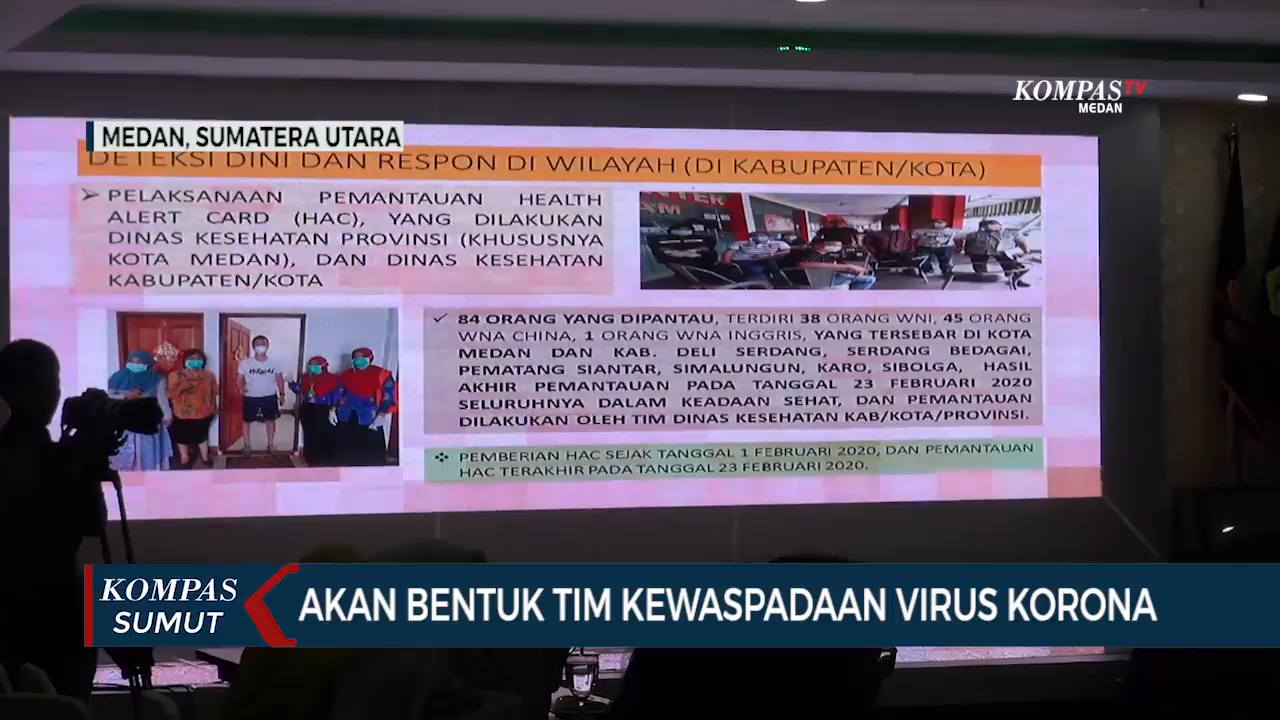 KOMPAS TV
MEDAN
MEDAN, SUMATERA UTARA
DETEKSI DINI DAN RESPON DI WILAYAH (DI KABUPATEN/KOTA)
➢ PELAKSANAAN PEMANTAUAN HEALTH
ALERT CARD (HAC), YANG DILAKUKAN
DINAS KESEHATAN PROVINSI (KHUSUSNYA
KOTA MEDAN), DAN DINAS KESEHATAN
KABUPATEN/KOTA
✓ 84 ORANG YANG DIPANTAU, TERDIRI 38 ORANG WNI, 45 ORANG
WNA CHINA, 1 ORANG WNA INGGRIS, YANG TERSEBAR DI KOTA
MEDAN DAN KAB. DELI SERDANG, SERDANG BEDAGAI,
PEMATANG SIANTAR, SIMALUNGUN, KARO, SIBOLGA, HASIL
AKHIR PEMANTAUAN PADA TANGGAL 23 FEBRUARI 2020
SELURUHNYA DALAM KEADAAN SEHAT, DAN PEMANTAUAN
DILAKUKAN OLEH TIM DINAS KESEHATAN KAB/KOTA/PROVINSI.
❖ PEMBERIAN HAC SEJAK TANGGAL 1 FEBRUARI 2020, DAN PEMANTAUAN
HAC TERAKHIR PADA TANGGAL 23 FEBRUARI 2020.
KOMPAS
SUMUT
AKAN BENTUK TIM KEWASPADAAN VIRUS KORONA